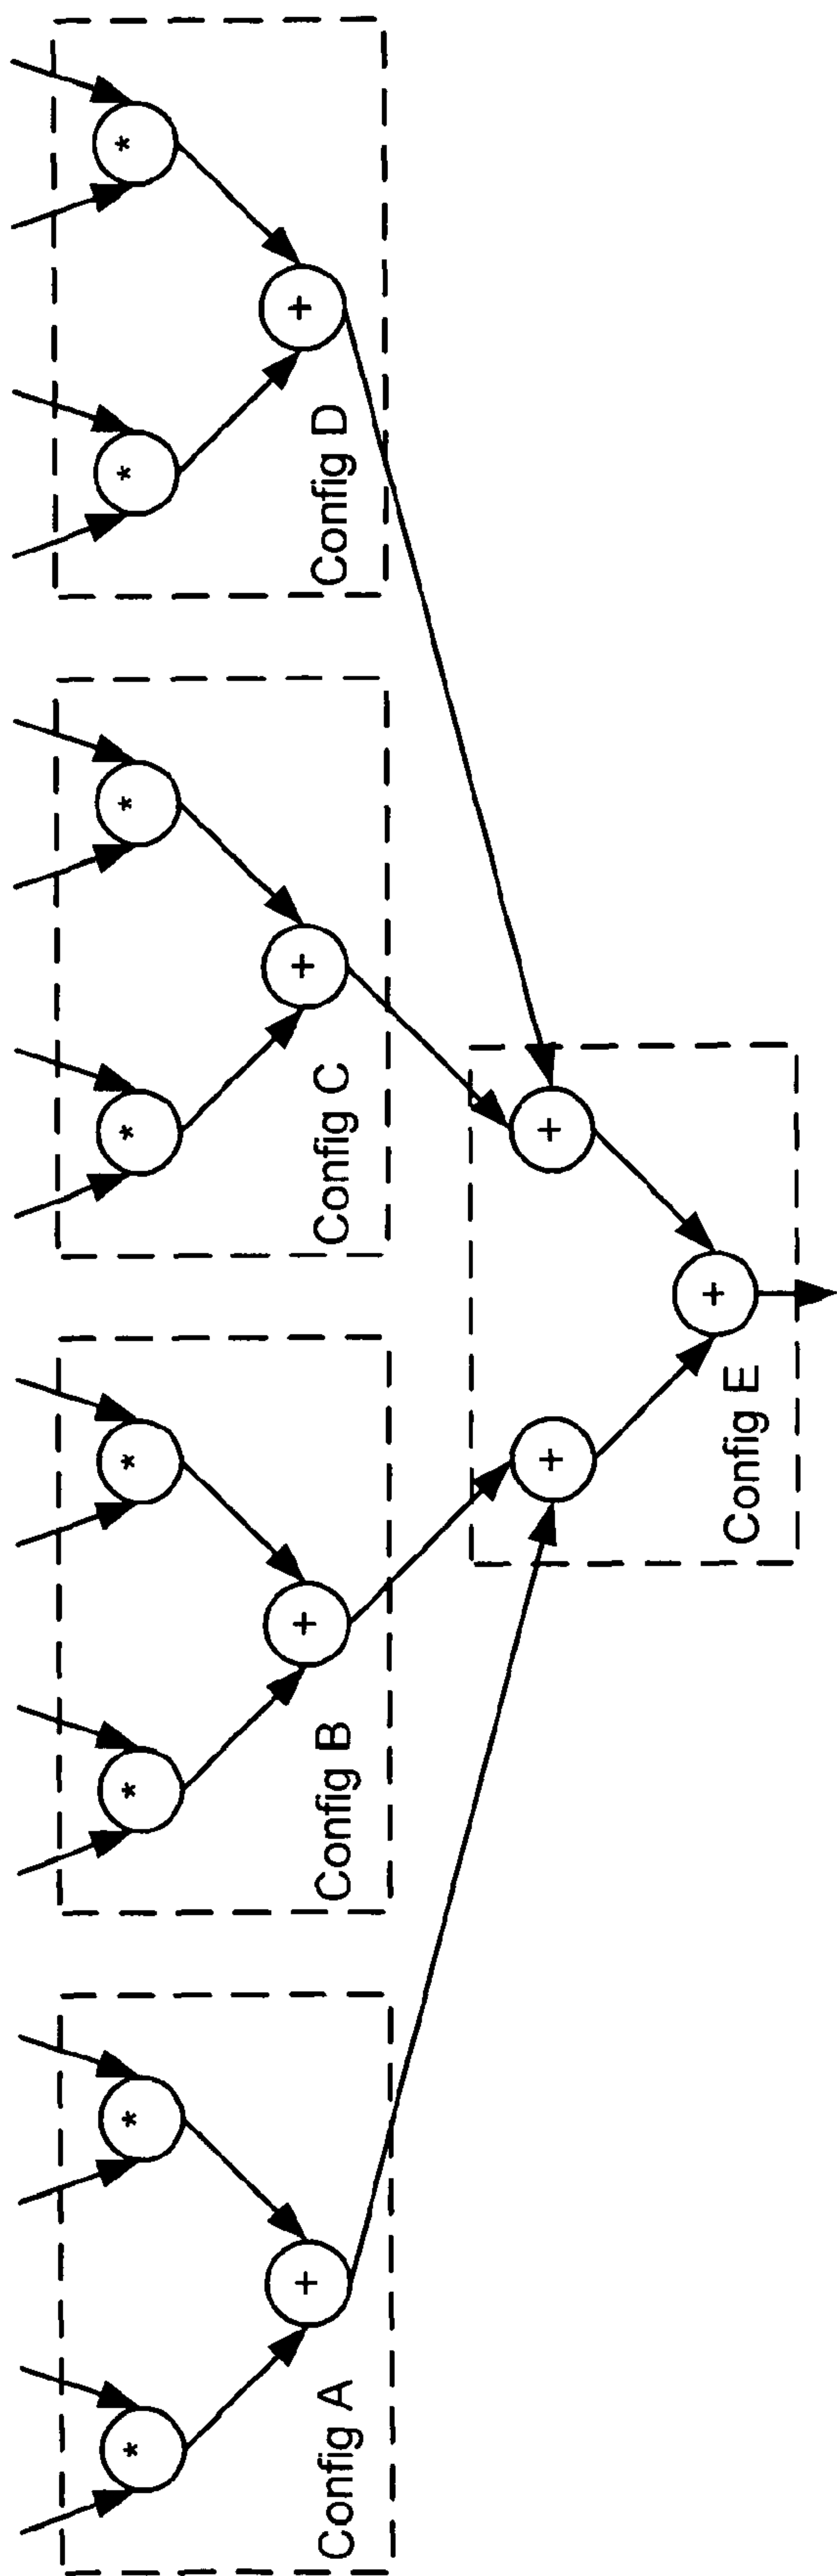 * * * * * * * *
+ + + +
Config A Config B Config C Config D
+ +
+
Config E